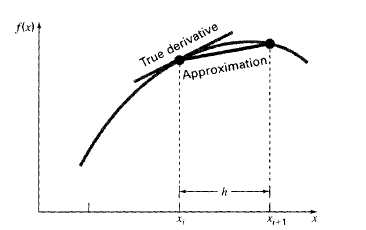 f(x)
True derivative
Approximation
h
x_i
x_{i+1}
x